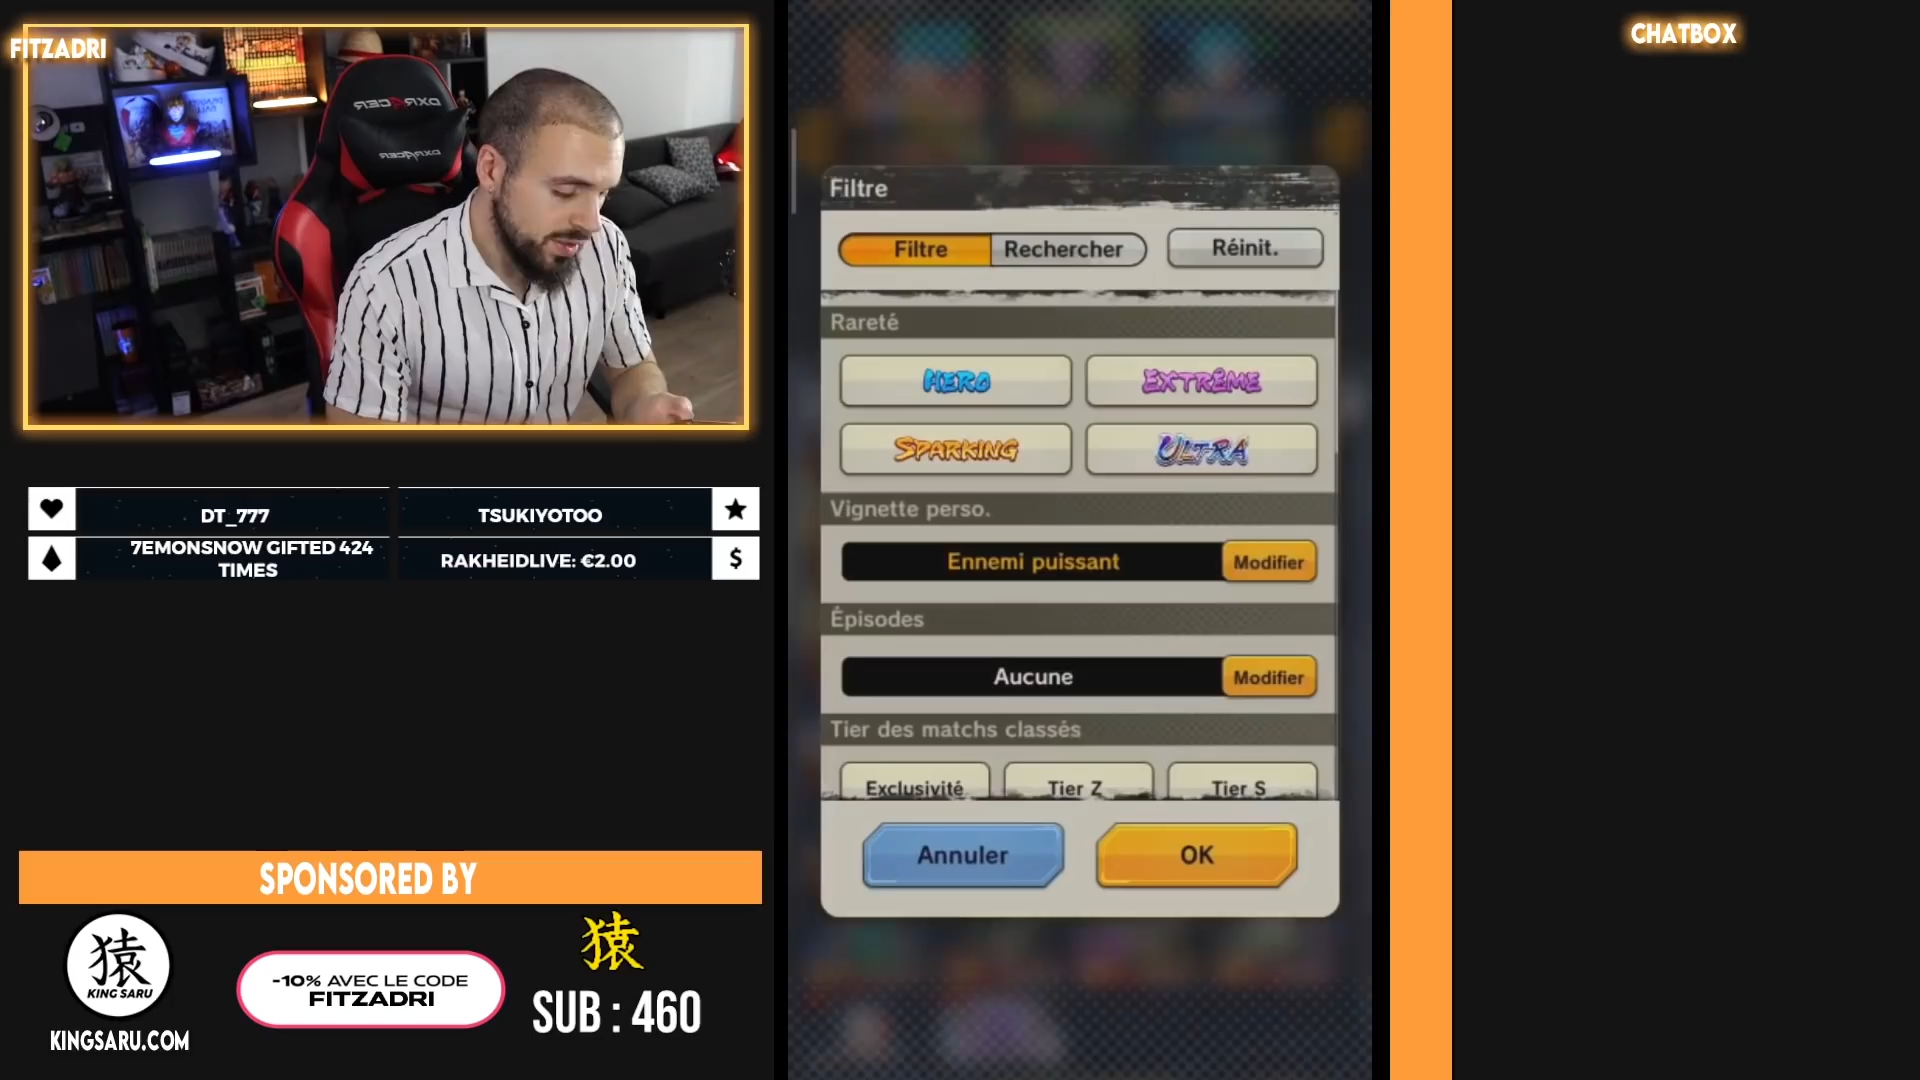 FITZADRI
DXRACER
DXRACER
DT_777
TSUKIYOTOO
7EMONSNOW GIFTED 424
TIMES
RAKHEIDLIVE: €2.00
$
SPONSORED BY
猿
KING SARU
KINGSARU.COM
-10% AVEC LE CODE
FITZADRI
猿
SUB : 460
Filtre
Filtre
Rechercher
Réinit.
Rareté
HERO
EXTRÊME
SPARKING
ULTRA
Vignette perso.
Ennemi puissant
Modifier
Épisodes
Aucune
Modifier
Tier des matchs classés
Exclusivité
Tier Z
Tier S
Annuler
OK
CHATBOX